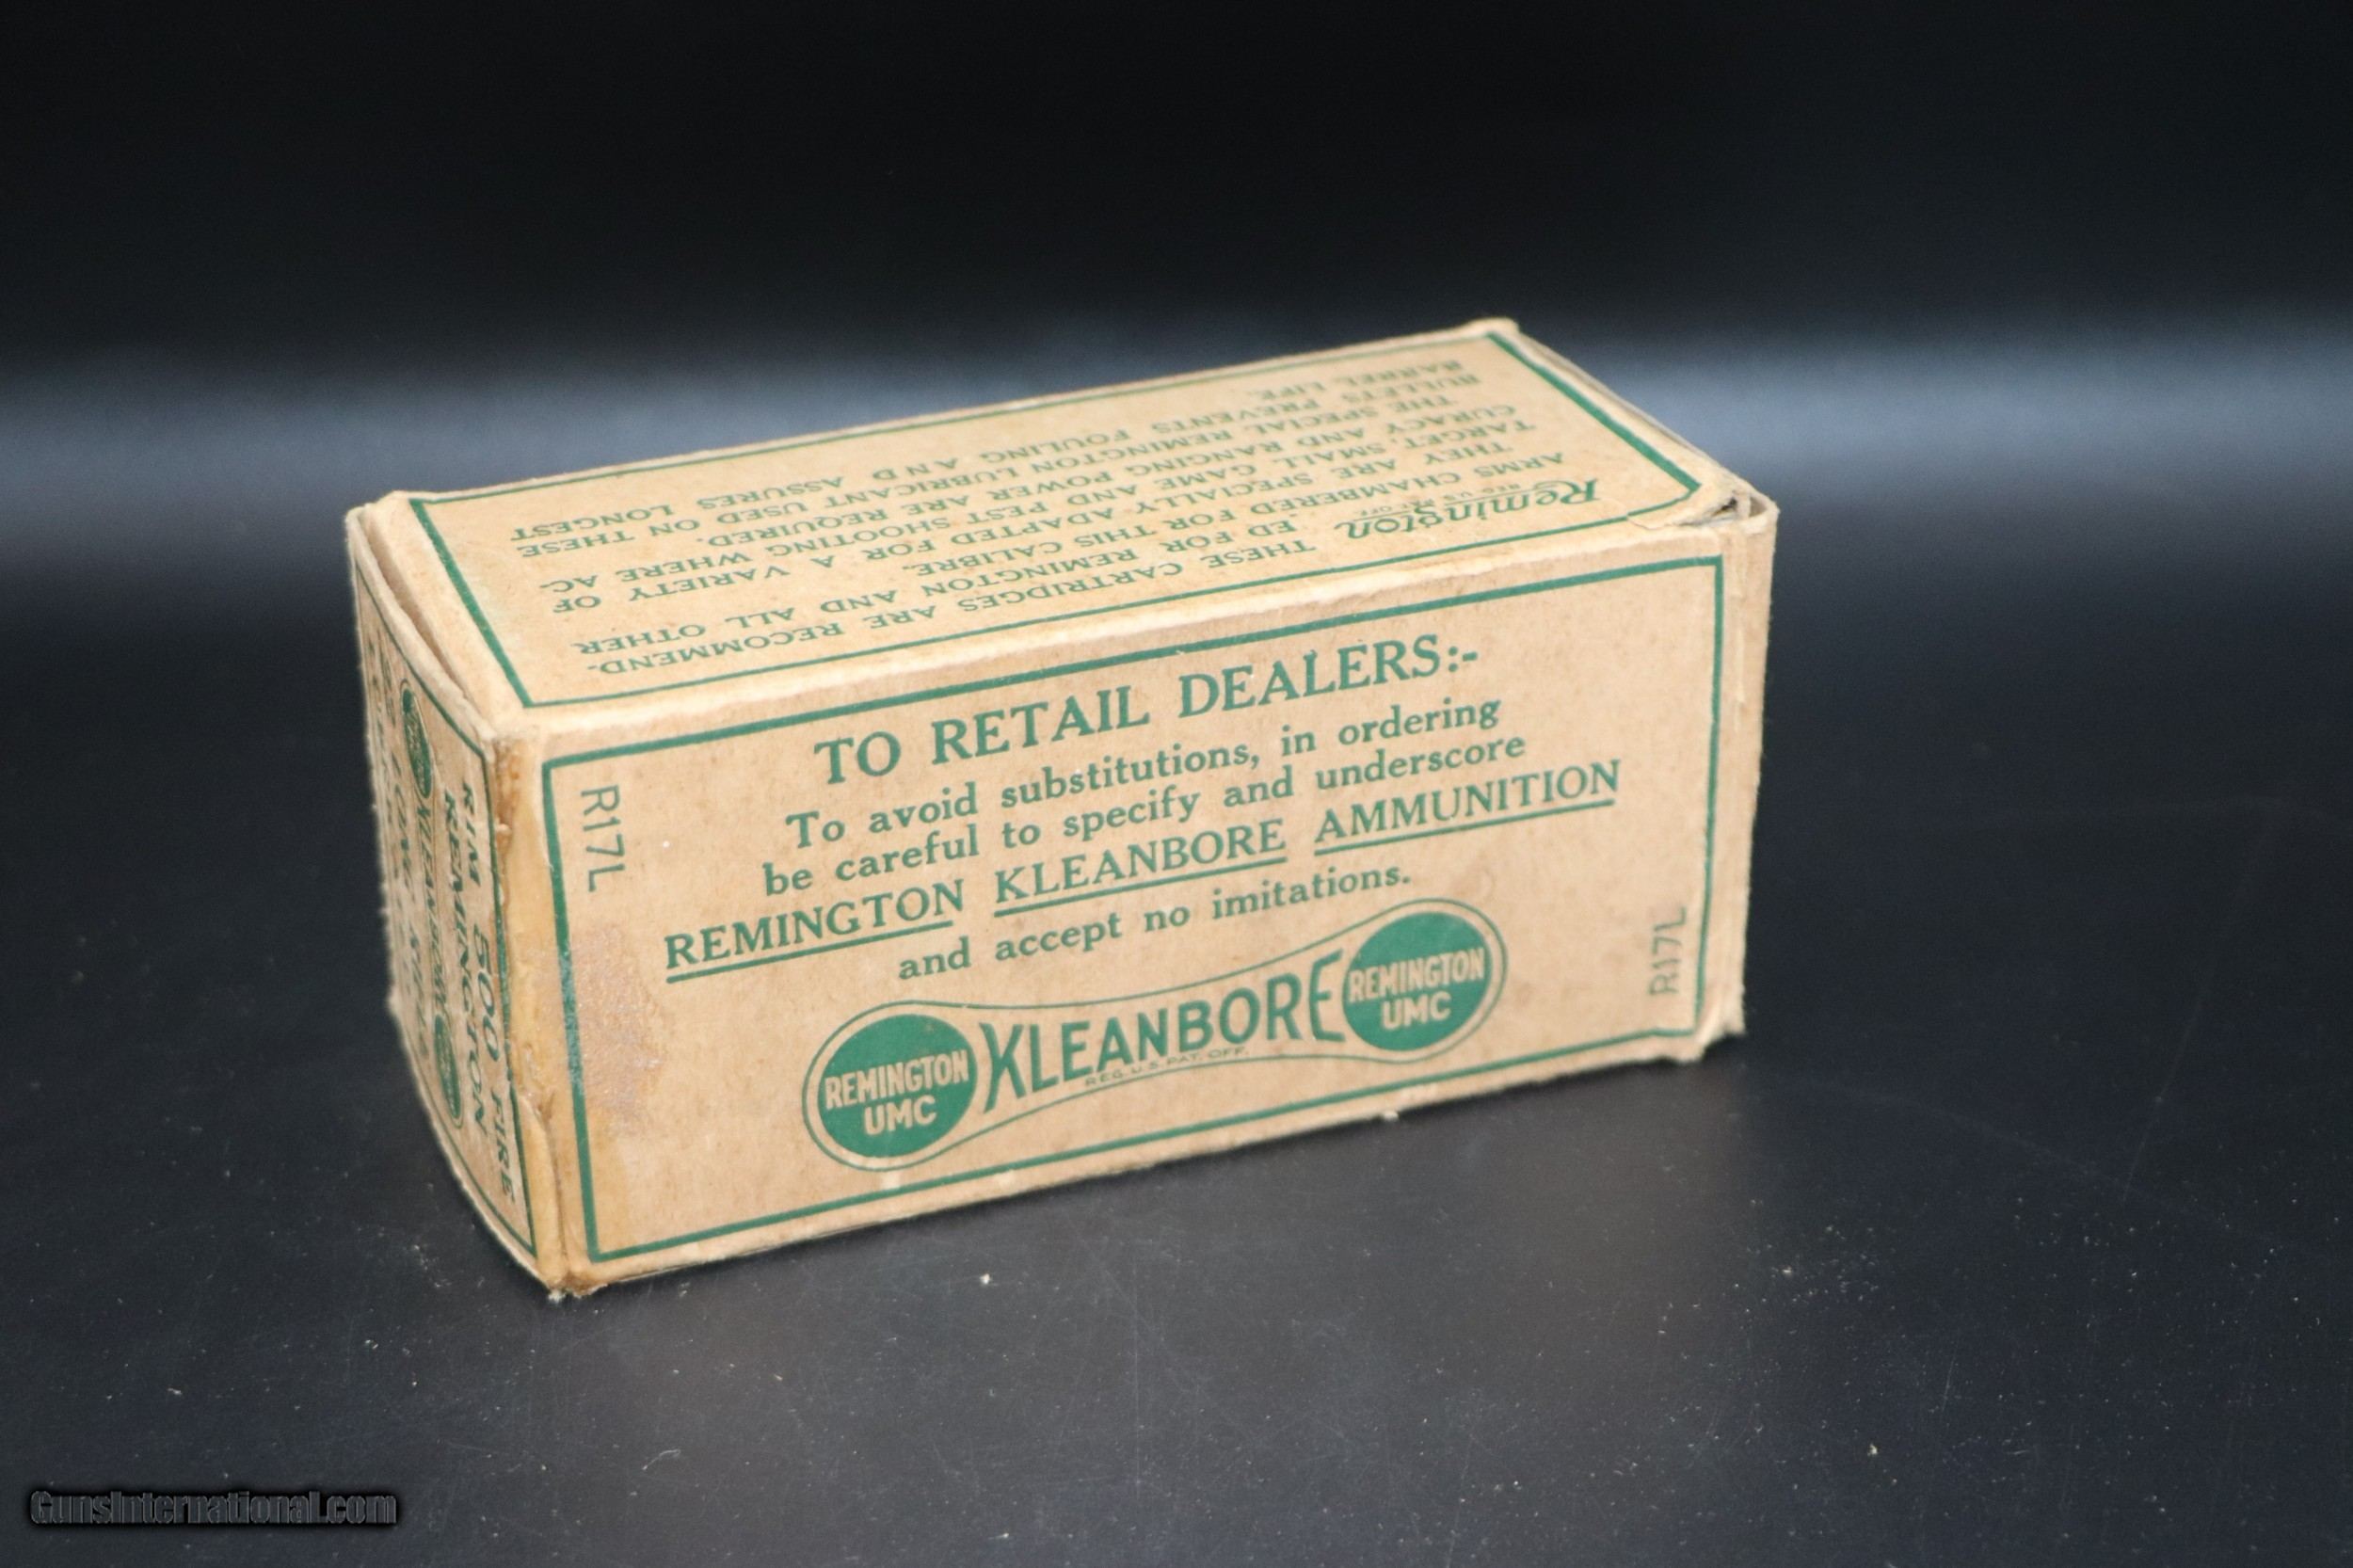 Remington
REG. US PAT. OFF.
THESE CARTRIDGES ARE RECOMMEND-
ED FOR REMINGTON AND ALL OTHER
ARMS CHAMBERED FOR THIS CALIBRE.
THEY ARE SPECIALLY ADAPTED FOR A VARIETY OF
TARGET, SMALL GAME AND PEST SHOOTING WHERE AC-
CURACY AND RANGING POWER ARE REQUIRED.
THE SPECIAL REMINGTON LUBRICANT USED ON THESE
BULLETS PREVENTS FOULING AND ASSURES LONGEST
BARREL LIFE.
TO RETAIL DEALERS:-
To avoid substitutions, in ordering
be careful to specify and underscore
REMINGTON KLEANBORE AMMUNITION
and accept no imitations.
REMINGTON
UMC
KLEANBORE
REG. U.S. PAT. OFF.
REMINGTON
UMC
R17L
R17L
500
RIM FIRE
REMINGTON
KLEANBORE
GunsInternational.com